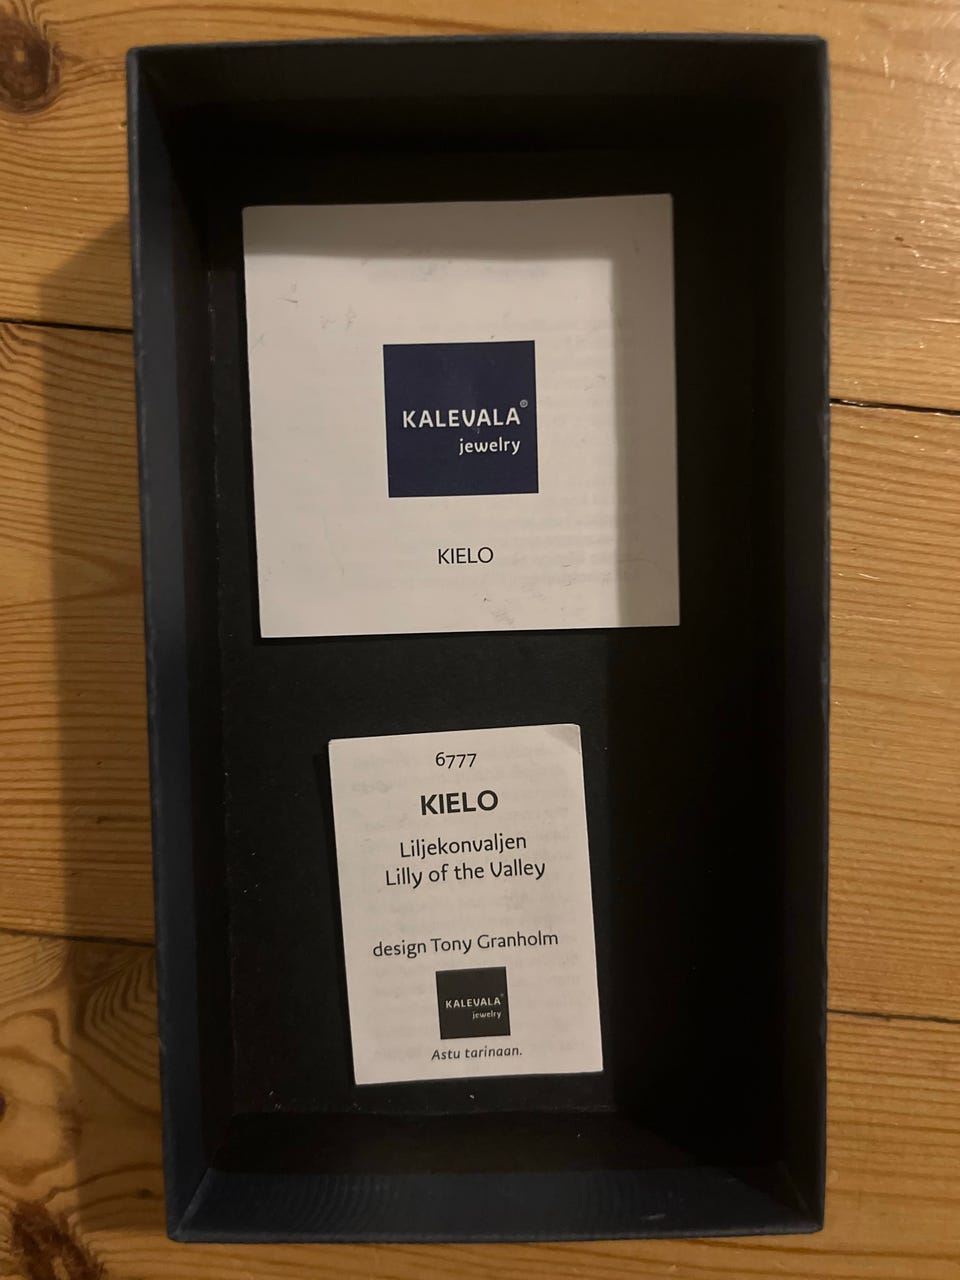 KALEVALA®
jewelry
KIELO
6777
KIELO
Liljekonvaljen
Lilly of the Valley
design Tony Granholm
KALEVALA®
jewelry
Astu tarinaan.